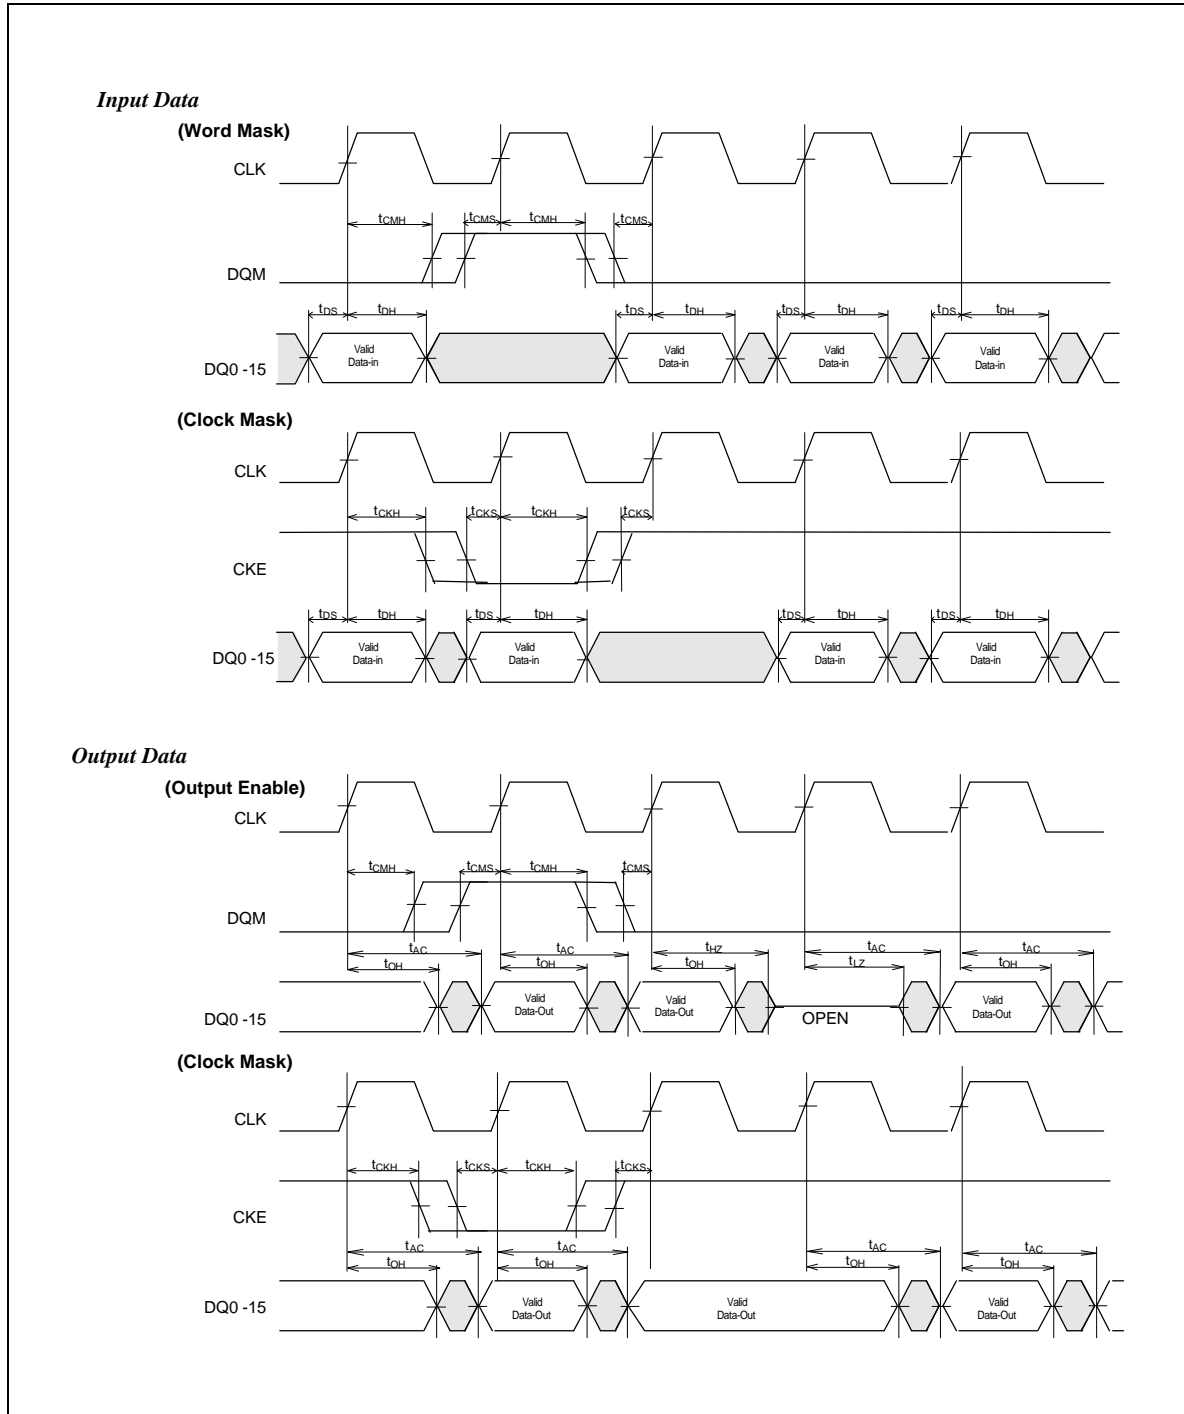 Input Data
(Word Mask)
CLK
tCMH tCMS tCMH tCMS
DQM
tDS tDH tDS tDH tDS tDH tDS tDH
DQ0 -15
Valid Data-in
Valid Data-in
Valid Data-in
Valid Data-in
(Clock Mask)
CLK
tCKH tCKS tCKH tCKS
CKE
tDS tDH tDS tDH tDS tDH tDS tDH
DQ0 -15
Valid Data-in
Valid Data-in
Valid Data-in
Valid Data-in
Output Data
(Output Enable)
CLK
tCMH tCMS tCMH tCMS
DQM
tAC tAC tHZ tAC tAC
tOH tOH tOH tLZ tOH
DQ0 -15
Valid Data-Out
Valid Data-Out
OPEN
Valid Data-Out
(Clock Mask)
CLK
tCKH tCKS tCKH tCKS
CKE
tAC tAC tAC tAC
tOH tOH tOH tOH
DQ0 -15
Valid Data-Out
Valid Data-Out
Valid Data-Out